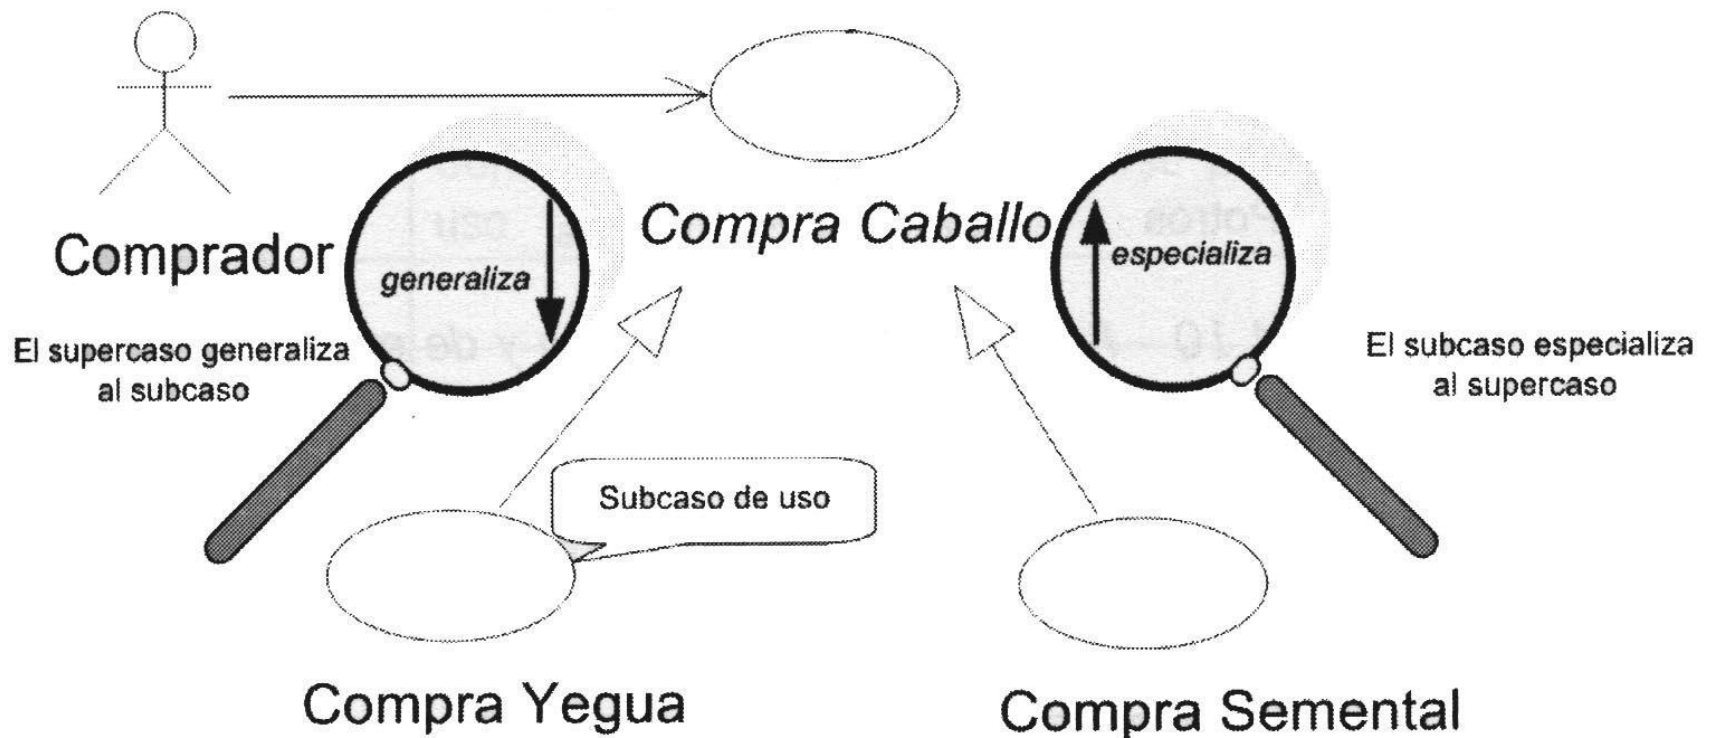 Comprador
Compra Caballo
generaliza
especializa
El supercaso generaliza
al subcaso
El subcaso especializa
al supercaso
Subcaso de uso
Compra Yegua
Compra Semental